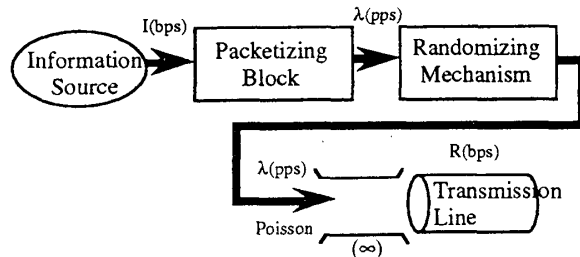 I(bps)
λ(pps)
Information
Source
Packetizing
Block
Randomizing
Mechanism
R(bps)
λ(pps)
Transmission
Line
Poisson
(∞)